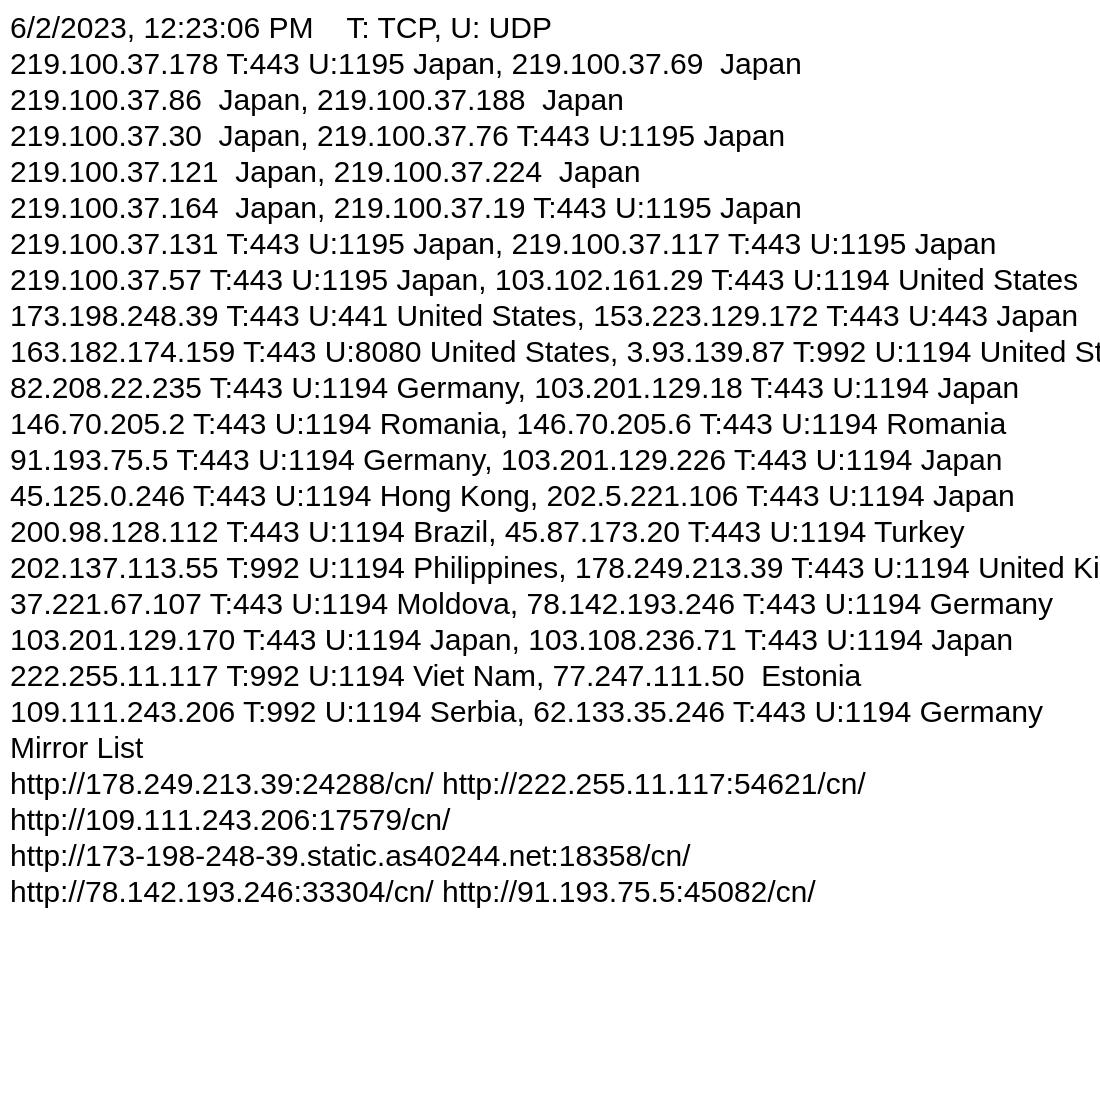 6/2/2023, 12:23:06 PM    T: TCP, U: UDP
219.100.37.178 T:443 U:1195 Japan, 219.100.37.69  Japan
219.100.37.86  Japan, 219.100.37.188  Japan
219.100.37.30  Japan, 219.100.37.76 T:443 U:1195 Japan
219.100.37.121  Japan, 219.100.37.224  Japan
219.100.37.164  Japan, 219.100.37.19 T:443 U:1195 Japan
219.100.37.131 T:443 U:1195 Japan, 219.100.37.117 T:443 U:1195 Japan
219.100.37.57 T:443 U:1195 Japan, 103.102.161.29 T:443 U:1194 United States
173.198.248.39 T:443 U:441 United States, 153.223.129.172 T:443 U:443 Japan
163.182.174.159 T:443 U:8080 United States, 3.93.139.87 T:992 U:1194 United St
82.208.22.235 T:443 U:1194 Germany, 103.201.129.18 T:443 U:1194 Japan
146.70.205.2 T:443 U:1194 Romania, 146.70.205.6 T:443 U:1194 Romania
91.193.75.5 T:443 U:1194 Germany, 103.201.129.226 T:443 U:1194 Japan
45.125.0.246 T:443 U:1194 Hong Kong, 202.5.221.106 T:443 U:1194 Japan
200.98.128.112 T:443 U:1194 Brazil, 45.87.173.20 T:443 U:1194 Turkey
202.137.113.55 T:992 U:1194 Philippines, 178.249.213.39 T:443 U:1194 United Ki
37.221.67.107 T:443 U:1194 Moldova, 78.142.193.246 T:443 U:1194 Germany
103.201.129.170 T:443 U:1194 Japan, 103.108.236.71 T:443 U:1194 Japan
222.255.11.117 T:992 U:1194 Viet Nam, 77.247.111.50  Estonia
109.111.243.206 T:992 U:1194 Serbia, 62.133.35.246 T:443 U:1194 Germany
Mirror List
http://178.249.213.39:24288/cn/ http://222.255.11.117:54621/cn/
http://109.111.243.206:17579/cn/
http://173-198-248-39.static.as40244.net:18358/cn/
http://78.142.193.246:33304/cn/ http://91.193.75.5:45082/cn/